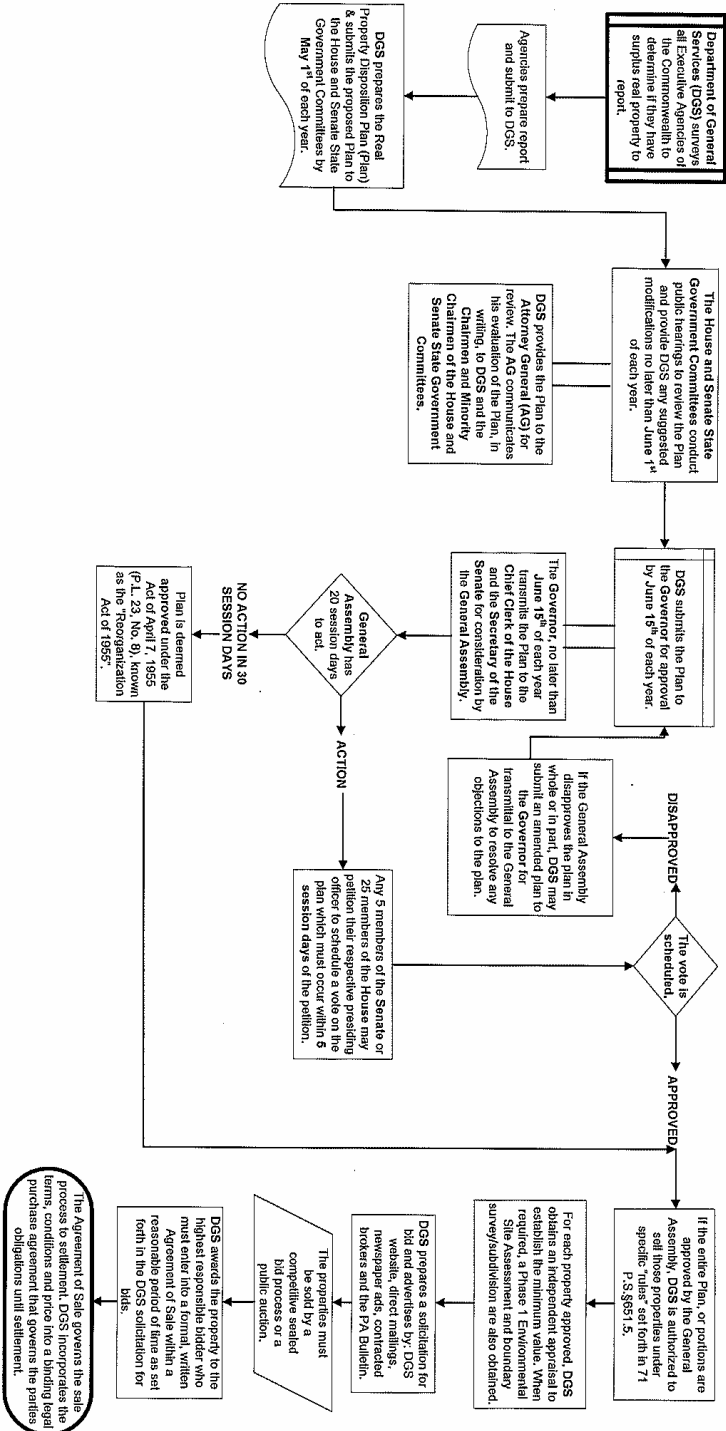 Department of General
Services (DGS) surveys
all Executive Agencies of
the Commonwealth to
determine if they have
surplus real property to
report.
Agencies prepare report
and submit to DGS.
DGS prepares the Real
Property Disposition Plan (Plan)
& submits the proposed Plan to
the House and Senate State
Government Committees by
May 1st of each year.
The House and Senate State
Government Committees conduct
public hearings to review the Plan
and provide DGS any suggested
modifications no later than June 1st
of each year.
DGS provides the Plan to the
Attorney General (AG) for
review. The AG communicates
his evaluation of the Plan, in
writing, to DGS and the
Chairmen and Minority
Chairmen of the House and
Senate State Government
Committees.
DGS submits the Plan to
the Governor for approval
by June 15th of each year.
The Governor, no later than
June 15th of each year
transmits the Plan to the
Chief Clerk of the House
and the Secretary of the
Senate for consideration by
the General Assembly.
General
Assembly has
20 session days
to act.
NO ACTION IN 30
SESSION DAYS
Plan is deemed
approved under the
Act of April 7, 1955
(P.L. 23, No. 8), known
as the "Reorganization
Act of 1955".
ACTION
Any 5 members of the Senate or
25 members of the House may
petition their respective presiding
officer to schedule a vote on the
plan which must occur within 5
session days of the petition.
The vote is
scheduled.
DISAPPROVED
If the General Assembly
disapproves the plan in
whole or in part, DGS may
submit an amended plan to
the Governor for
transmittal to the General
Assembly to resolve any
objections to the plan.
APPROVED
If the entire Plan, or portions are
approved by the General
Assembly, DGS is authorized to
sell those properties under
specific "rules" set forth in 71
P.S.§651.5.
For each property approved, DGS
obtains an independent appraisal to
establish the minimum value. When
required, a Phase 1 Environmental
Site Assessment and boundary
survey/subdivision are also obtained.
DGS prepares a solicitation for
bid and advertises by: DGS
website, direct mailings,
newspaper ads, contracted
brokers and the PA Bulletin.
The properties must
be sold by a
competitive sealed
bid process or a
public auction.
DGS awards the property to the
highest responsible bidder who
must enter into a formal, written
Agreement of Sale within a
reasonable period of time as set
forth in the DGS solicitation for
bids.
The Agreement of Sale governs the sale
process to settlement. DGS incorporates the
terms, conditions and price into a binding legal
purchase agreement that governs the parties
obligations until settlement.